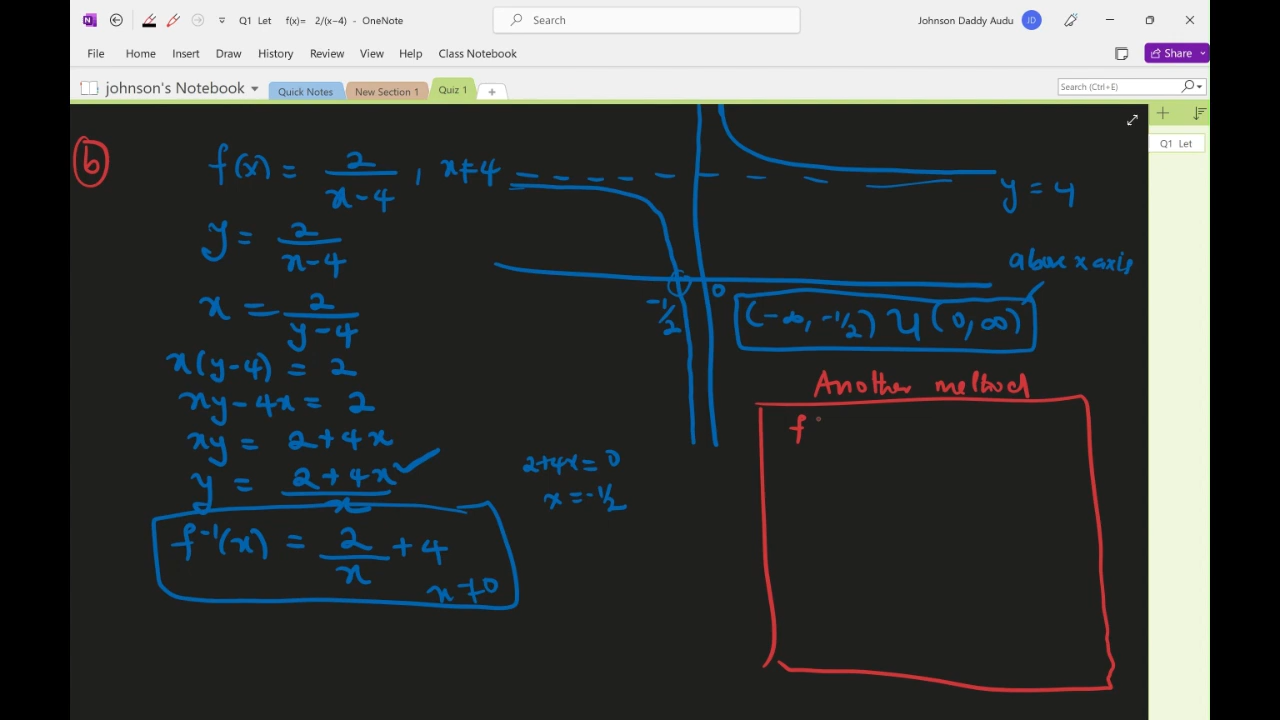 Q1 Let f(x)= 2/(x−4) - OneNote
Search
Johnson Daddy Audu
JD
File Home Insert Draw History Review View Help Class Notebook
Share
johnson's Notebook
Quick Notes
New Section 1
Quiz 1
+
Search (Ctrl+E)
Q1 Let
b
f(x) = 2/(x-4), x≠4
y = 2/(x-4)
x = 2/(y-4)
x(y-4) = 2
xy-4x = 2
xy = 2+4x
y = (2+4x)/x
f⁻¹(x) = 2/x + 4
x≠0
2+4x=0
x=-1/2
y = 4
-1/2
0
above x axis
(-∞, -1/2) U (0, ∞)
Another method
f